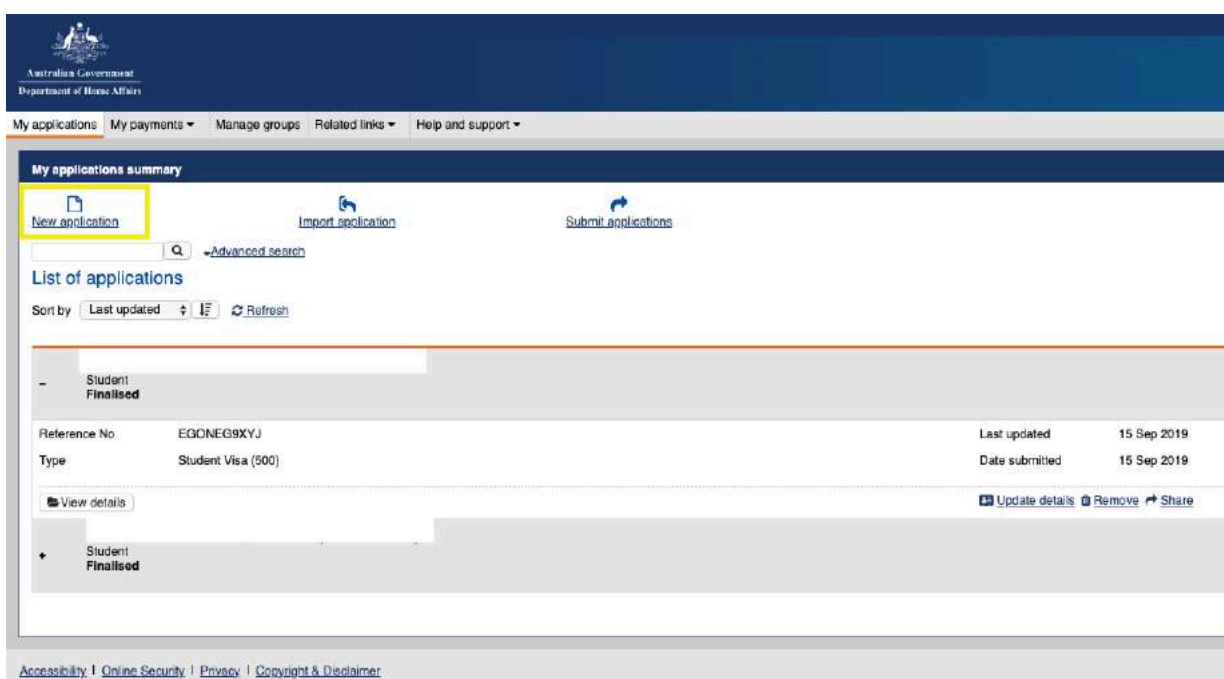 Australian Government
Department of Home Affairs
My applications My payments Manage groups Related links Help and support
My applications summary
New application Import application Submit applications
Advanced search
List of applications
Sort by Last updated Refresh
Student
Finalised
Reference No EGONEG9XYJ Last updated 15 Sep 2019
Type Student Visa (500) Date submitted 15 Sep 2019
View details Update details Remove Share
Student
Finalised
Accessibility | Online Security | Privacy | Copyright & Disclaimer